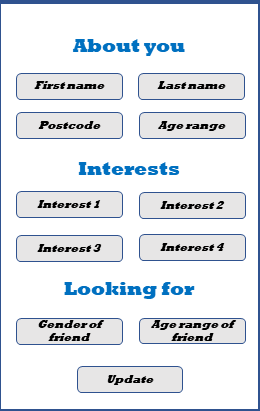 About you
First name
Last name
Postcode
Age range
Interests
Interest 1
Interest 2
Interest 3
Interest 4
Looking for
Gender of
friend
Age range of
friend
Update